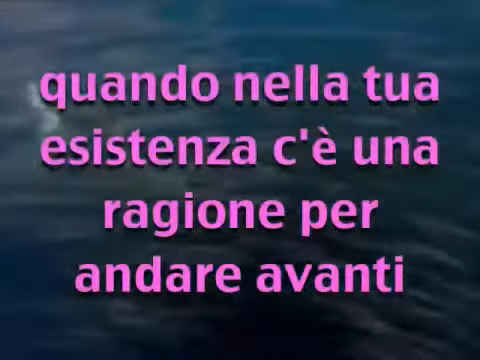 quando nella tua
esistenza c'è una
ragione per
andare avanti